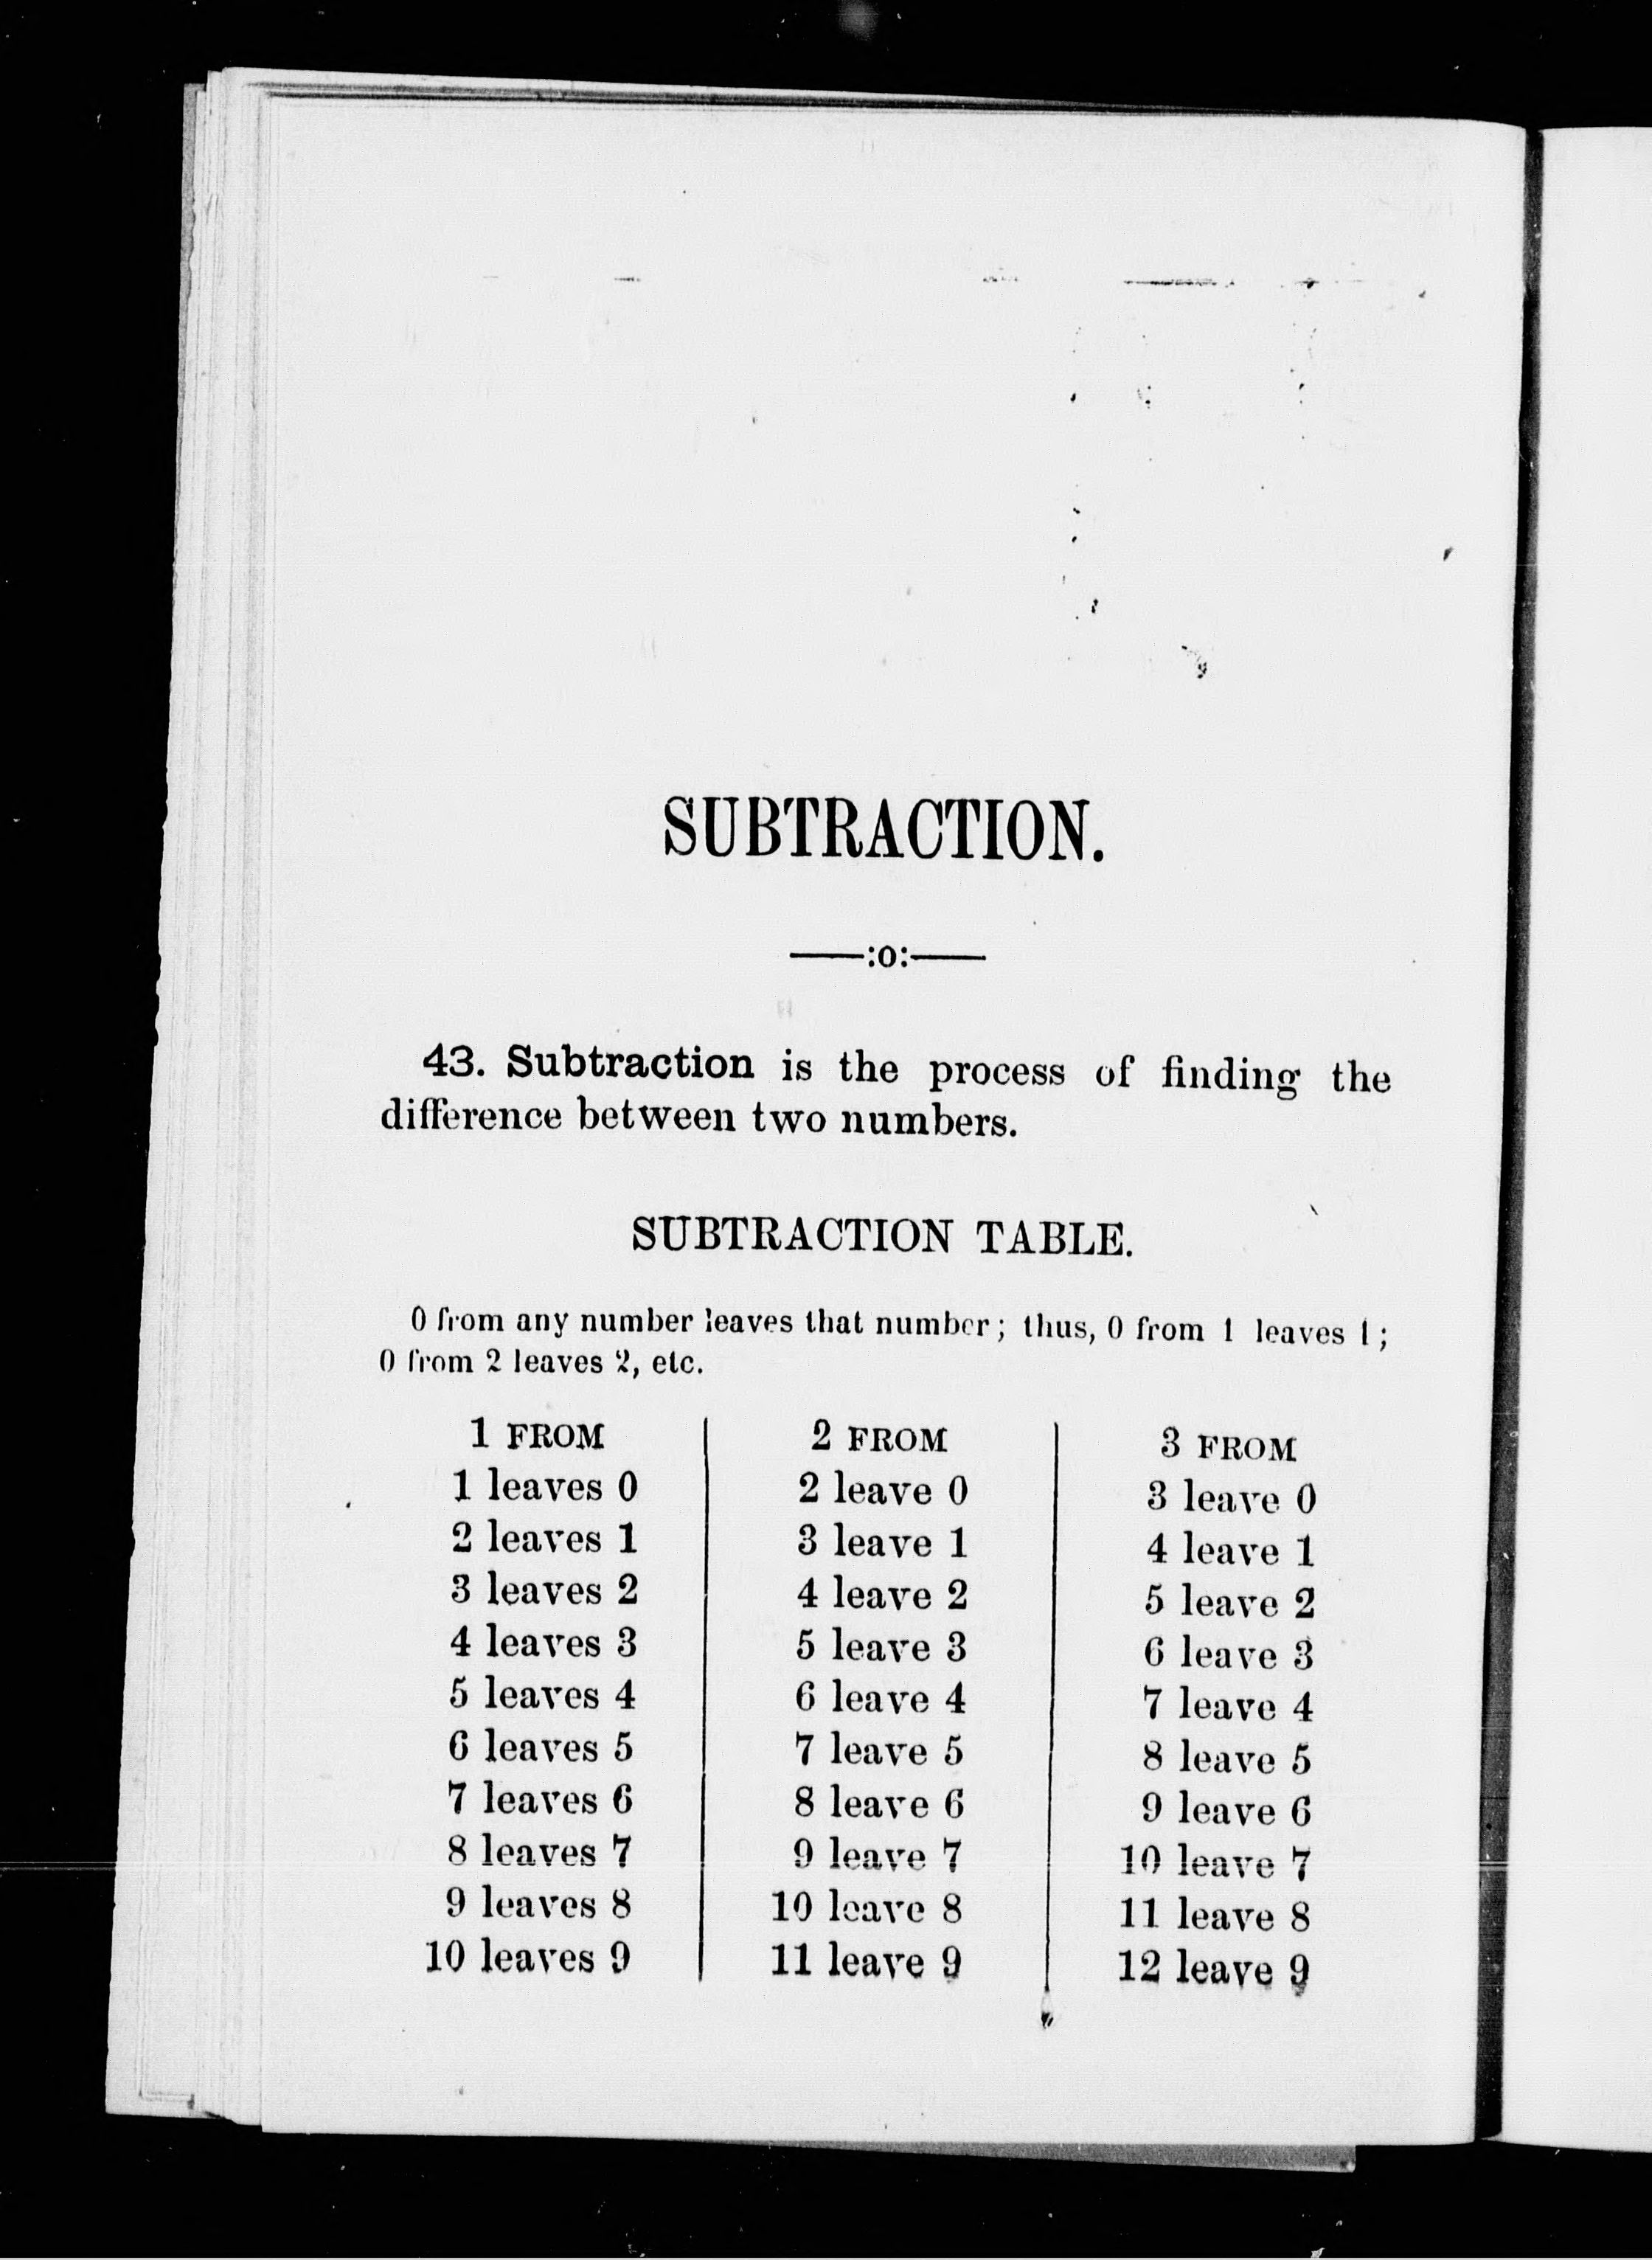 SUBTRACTION.
——:o:——
43. Subtraction is the process of finding the
difference between two numbers.
SUBTRACTION TABLE.
0 from any number leaves that number; thus, 0 from 1 leaves 1;
0 from 2 leaves 2, etc.
1 FROM
1 leaves 0
2 leaves 1
3 leaves 2
4 leaves 3
5 leaves 4
6 leaves 5
7 leaves 6
8 leaves 7
9 leaves 8
10 leaves 9
2 FROM
2 leave 0
3 leave 1
4 leave 2
5 leave 3
6 leave 4
7 leave 5
8 leave 6
9 leave 7
10 leave 8
11 leave 9
3 FROM
3 leave 0
4 leave 1
5 leave 2
6 leave 3
7 leave 4
8 leave 5
9 leave 6
10 leave 7
11 leave 8
12 leave 9